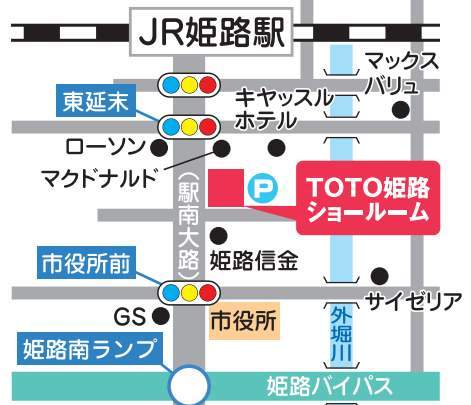 JR姫路駅
マックス
バリュ
東延末
キャッスル
ホテル
ローソン
マクドナルド
(駅南大路)
P
TOTO姫路
ショールーム
市役所前
姫路信金
サイゼリア
GS
市役所
外堀川
姫路南ランプ
姫路バイパス